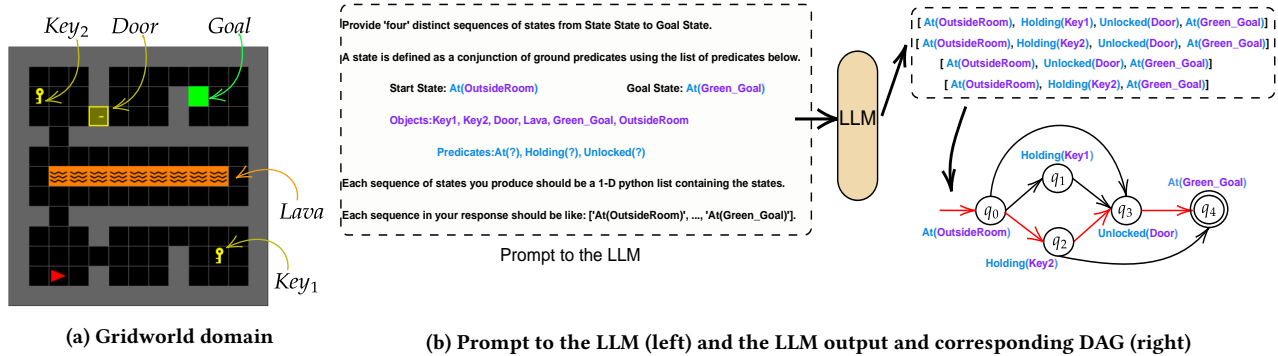 Key2
Door
Goal
Lava
Key1
(a) Gridworld domain
Provide 'four' distinct sequences of states from State State to Goal State.
A state is defined as a conjunction of ground predicates using the list of predicates below.
Start State: At(OutsideRoom) Goal State: At(Green_Goal)
Objects:Key1, Key2, Door, Lava, Green_Goal, OutsideRoom
Predicates:At(?), Holding(?), Unlocked(?)
Each sequence of states you produce should be a 1-D python list containing the states.
Each sequence in your response should be like: ['At(OutsideRoom)', ..., 'At(Green_Goal)'].
Prompt to the LLM
LLM
[ At(OutsideRoom), Holding(Key1), Unlocked(Door), At(Green_Goal)]
[ At(OutsideRoom), Holding(Key2), Unlocked(Door), At(Green_Goal)]
[ At(OutsideRoom), Unlocked(Door), At(Green_Goal)]
[ At(OutsideRoom), Holding(Key2), At(Green_Goal)]
Holding(Key1)
q1
At(Green_Goal)
q0
q3
q4
At(OutsideRoom)
q2
Unlocked(Door)
Holding(Key2)
(b) Prompt to the LLM (left) and the LLM output and corresponding DAG (right)